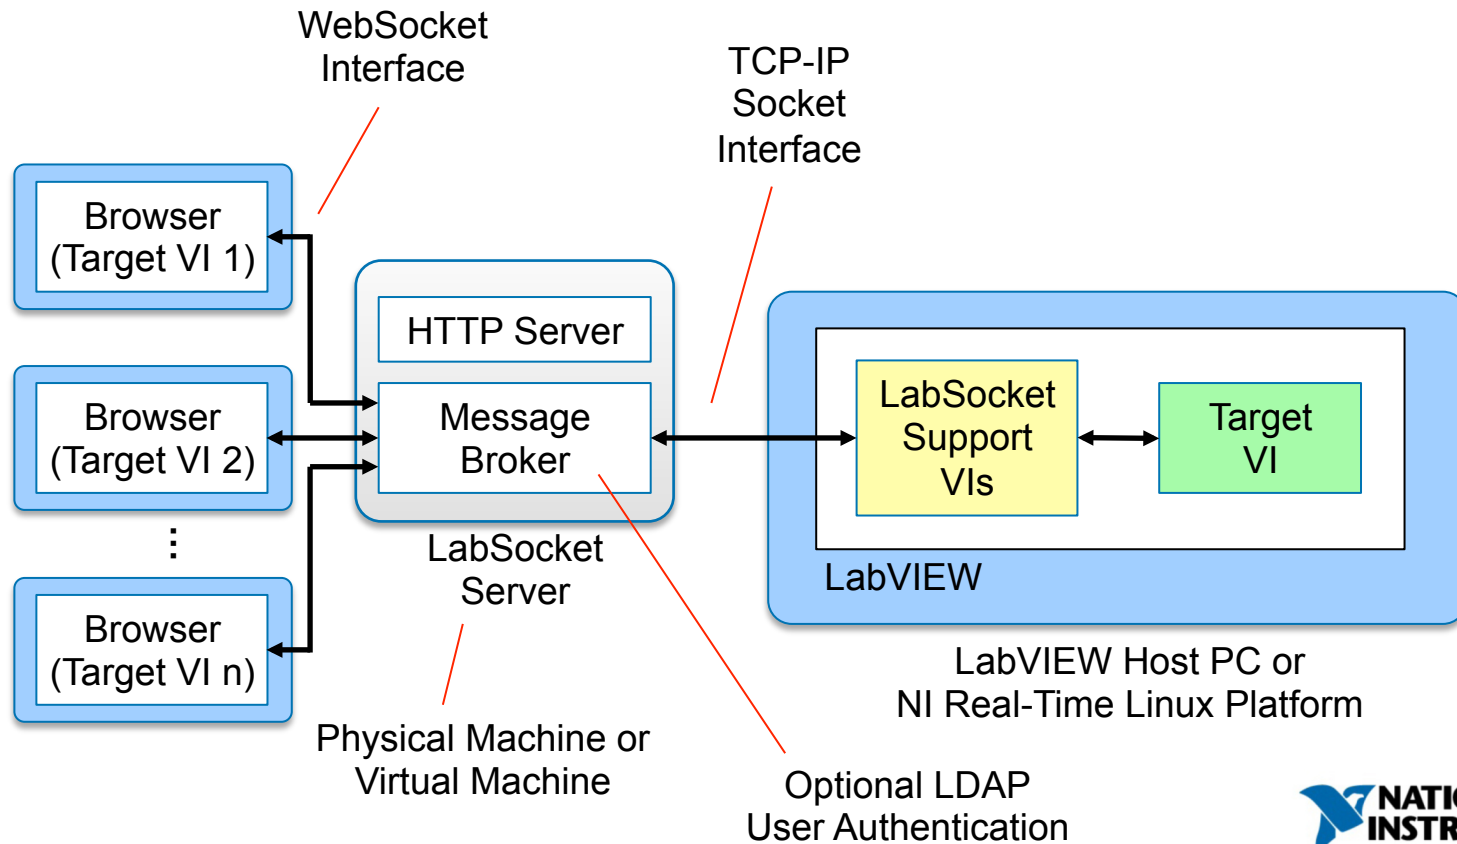 WebSocket
Interface
TCP-IP
Socket
Interface
Browser
(Target VI 1)
HTTP Server
Browser
(Target VI 2)
Message
Broker
LabSocket
Support
VIs
Target
VI
⋮
LabSocket
Server
LabVIEW
Browser
(Target VI n)
LabVIEW Host PC or
NI Real-Time Linux Platform
Physical Machine or
Virtual Machine
Optional LDAP
User Authentication